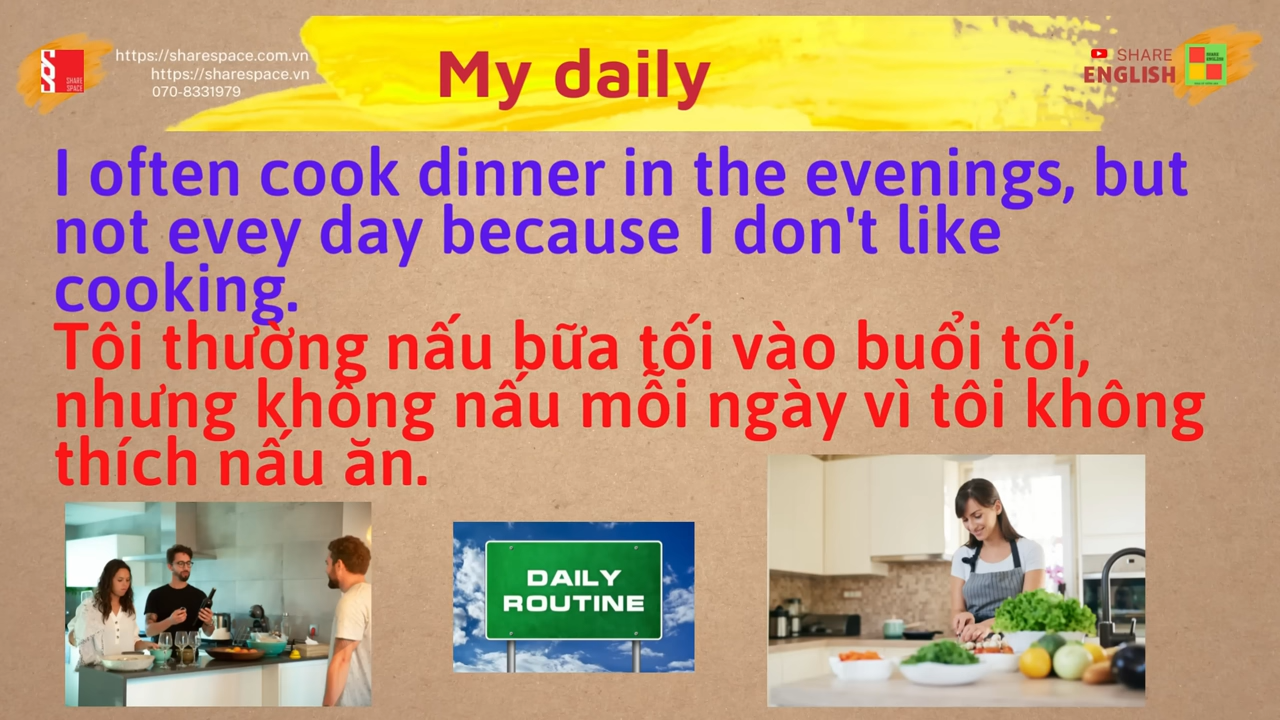 https://sharespace.com.vn
https://sharespace.vn
070-8331979
SHARE
SPACE
My daily
SHARE
ENGLISH
I often cook dinner in the evenings, but
not evey day because I don't like
cooking.
Tôi thường nấu bữa tối vào buổi tối,
nhưng không nấu mỗi ngày vì tôi không
thích nấu ăn.
DAILY
ROUTINE